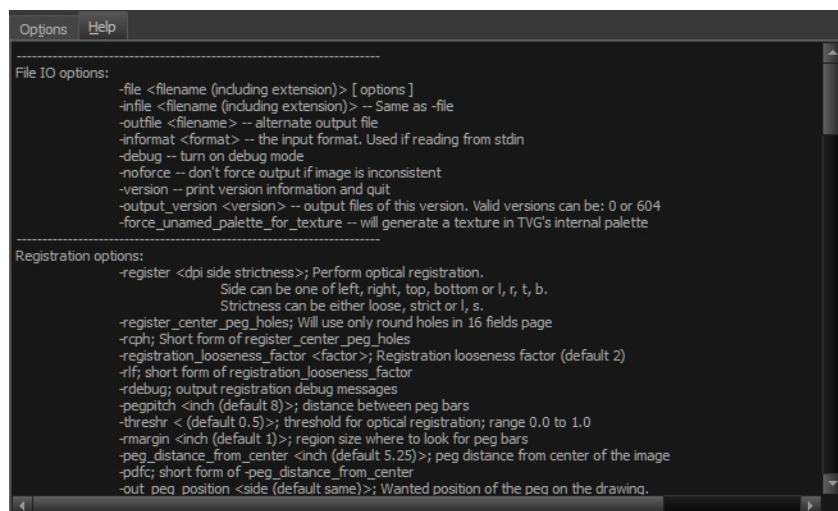 Options Help
--------------------------------------------------------------------
File IO options:
-file <filename (including extension)> [ options ]
-infile <filename (including extension)> -- Same as -file
-outfile <filename> -- alternate output file
-informat <format> -- the input format. Used if reading from stdin
-debug -- turn on debug mode
-noforce -- don't force output if image is inconsistent
-version -- print version information and quit
-output_version <version> -- output files of this version. Valid versions can be: 0 or 604
-force_unamed_palette_for_texture -- will generate a texture in TVG's internal palette
--------------------------------------------------------------------
Registration options:
-register <dpi side strictness>; Perform optical registration.
Side can be one of left, right, top, bottom or l, r, t, b.
Strictness can be either loose, strict or l, s.
-register_center_peg_holes; Will use only round holes in 16 fields page
-rcph; Short form of register_center_peg_holes
-registration_looseness_factor <factor>; Registration looseness factor (default 2)
-rlf; short form of registration_looseness_factor
-rdebug; output registration debug messages
-pegpitch <inch (default 8)>; distance between peg bars
-threshr < (default 0.5)>; threshold for optical registration; range 0.0 to 1.0
-rmargin <inch (default 1)>; region size where to look for peg bars
-peg_distance_from_center <inch (default 5.25)>; peg distance from center of the image
-pdfc; short form of -peg_distance_from_center
-out_peg_position <side (default same)>; Wanted position of the peg on the drawing.